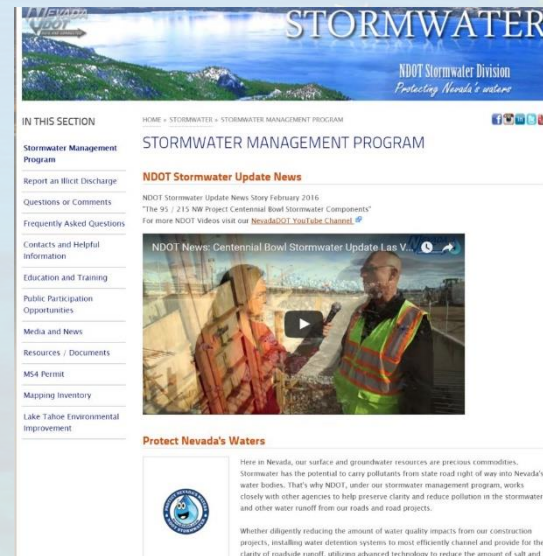 NEVADA
DOT
STORMWATER
NDOT Stormwater Division
Protecting Nevada's waters
IN THIS SECTION
Stormwater Management
Program
Report an Illicit Discharge
Questions or Comments
Frequently Asked Questions
Contacts and Helpful
Information
Education and Training
Public Participation
Opportunities
Media and News
Resources / Documents
MS4 Permit
Mapping Inventory
Lake Tahoe Environmental
Improvement
HOME » STORMWATER » STORMWATER MANAGEMENT PROGRAM
STORMWATER MANAGEMENT PROGRAM
NDOT Stormwater Update News
NDOT Stormwater Update News Story February 2016
"The 95 / 215 NW Project Centennial Bowl Stormwater Components"
For more NDOT Videos visit our NevadaDOT YouTube Channel.
NDOT News: Centennial Bowl Stormwater Update Las V...
Protect Nevada's Waters
Here in Nevada, our surface and groundwater resources are precious commodities.
Stormwater has the potential to carry pollutants from state road right of way into Nevada's
water bodies. That's why NDOT, under our stormwater management program, works
closely with other agencies to help preserve clarity and reduce pollution in the stormwater
and other water runoff from our roads and road projects.
Whether diligently reducing the amount of water quality impacts from our construction
projects, installing water detention systems to most efficiently channel and provide for the
clarity of roadside runoff, utilizing advanced technology to reduce the amount of salt and